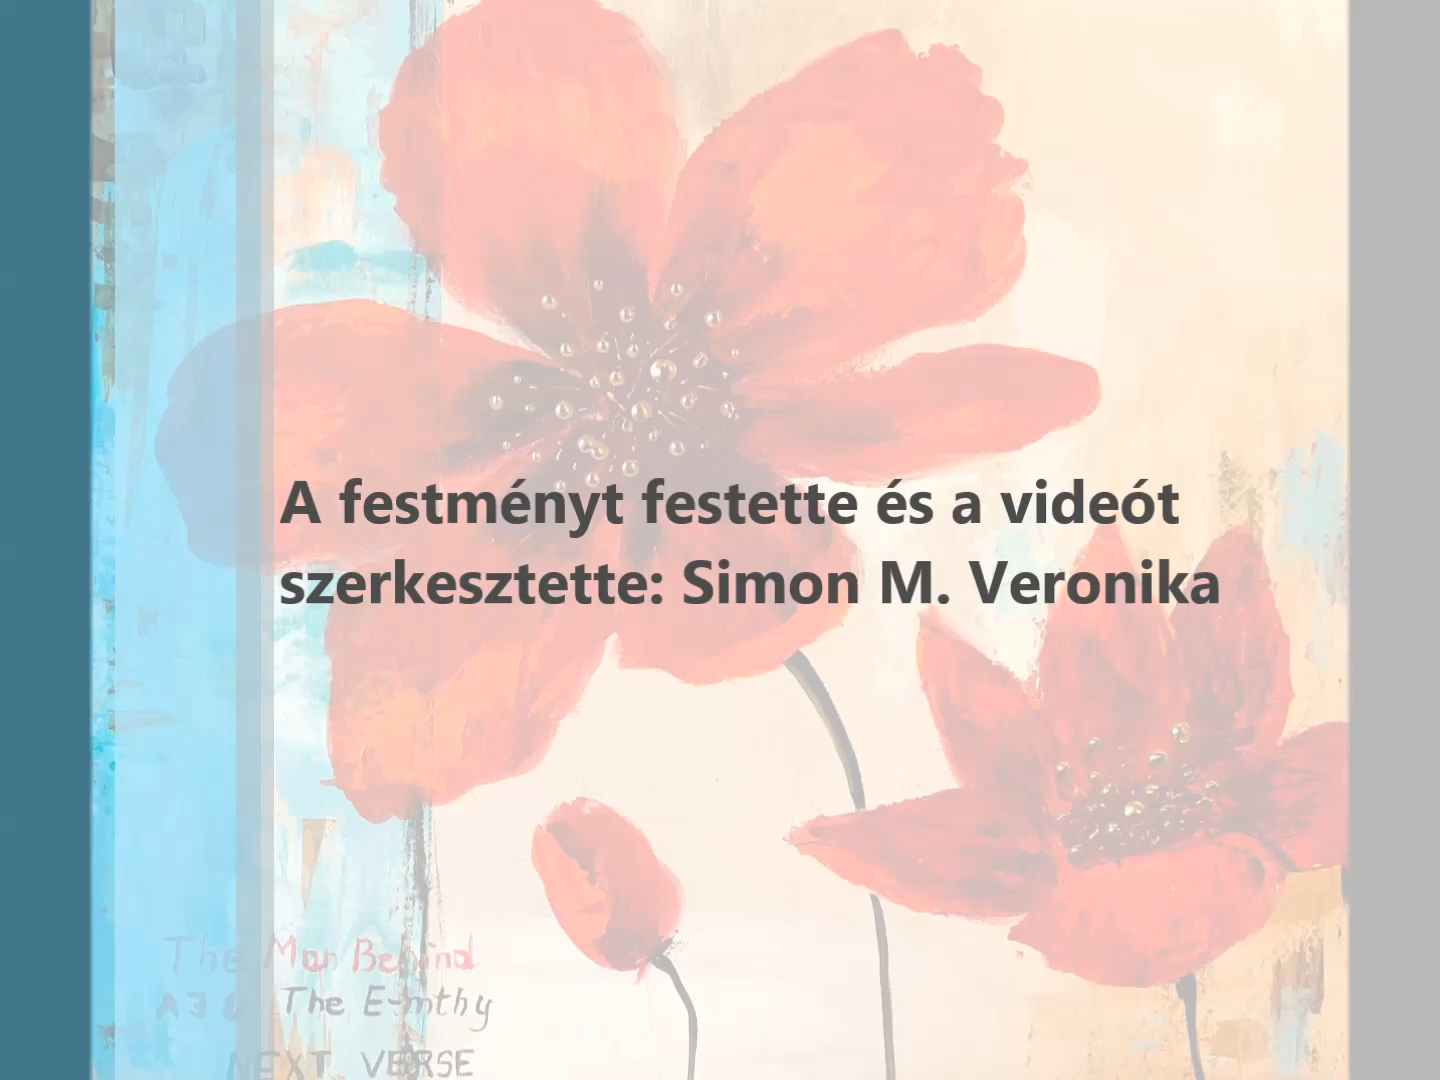 A festményt festette és a videót
szerkesztette: Simon M. Veronika
The Man Behind
The E-mthy
NEXT VERSE